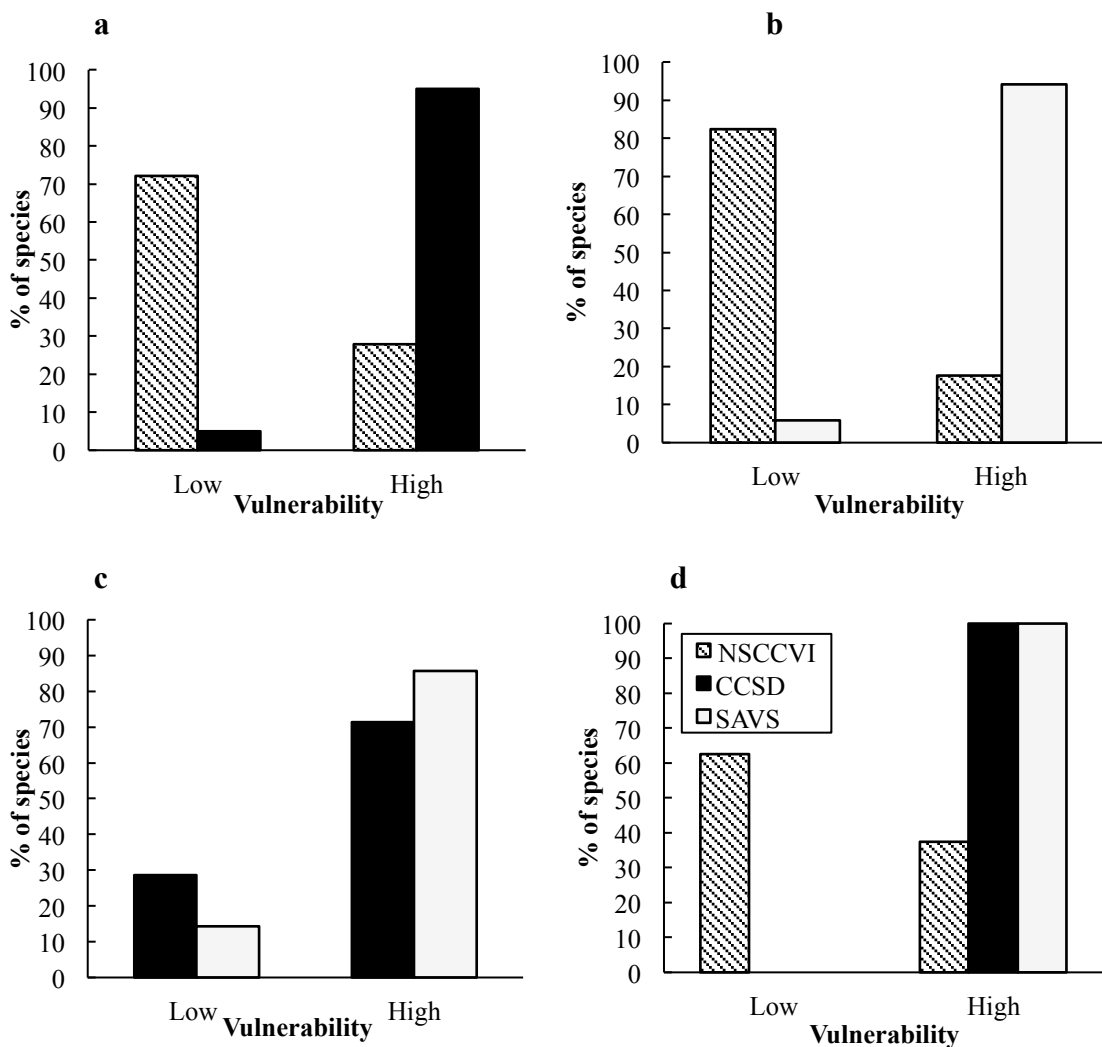 a
100
90
80
70
60
50
40
30
20
10
0
% of species
Low
High
Vulnerability
b
100
90
80
70
60
50
40
30
20
10
0
% of species
Low
High
Vulnerability
c
100
90
80
70
60
50
40
30
20
10
0
% of species
Low
High
Vulnerability
d
100
90
80
70
60
50
40
30
20
10
0
% of species
NSCCVI
CCSD
SAVS
Low
High
Vulnerability